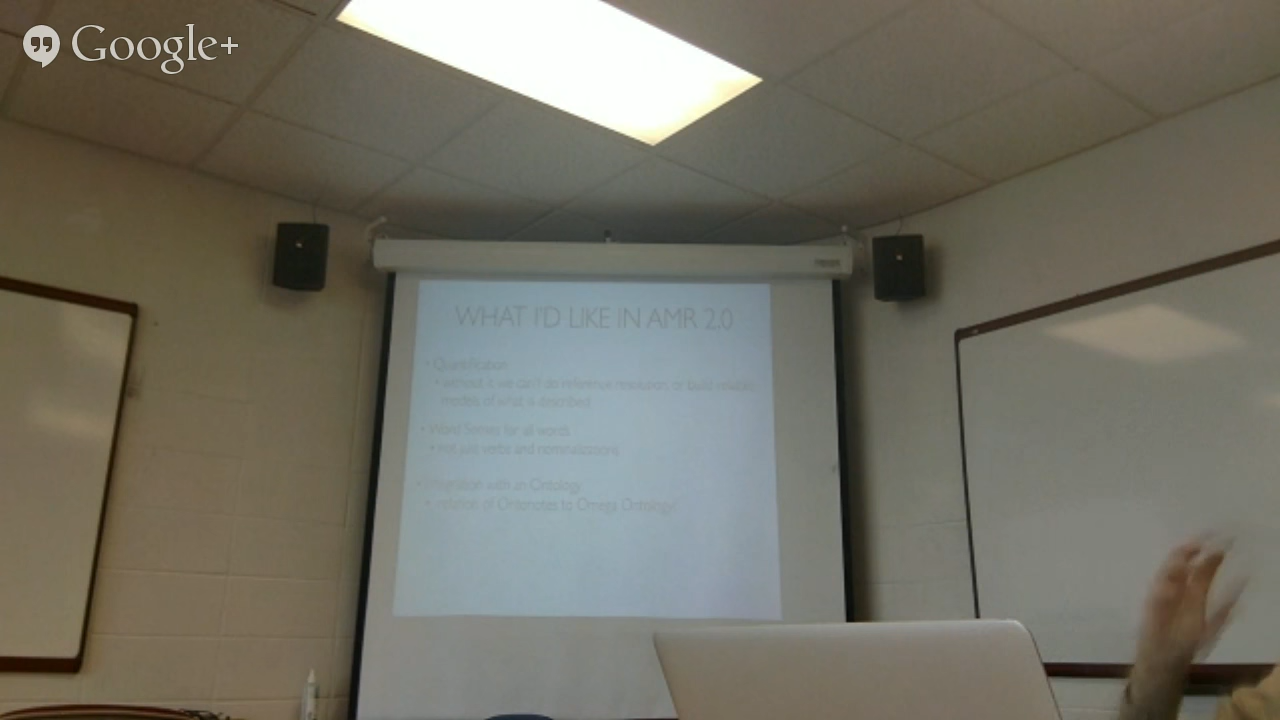 Google+
WHAT I'D LIKE IN AMR 2.0
• Quantification
• without it we can't do reference resolution, or build reliable
models of what is described
• Word Senses for all words
• not just verbs and nominalizations
• Integration with an Ontology
• relation of Ontonotes to Omega Ontology?